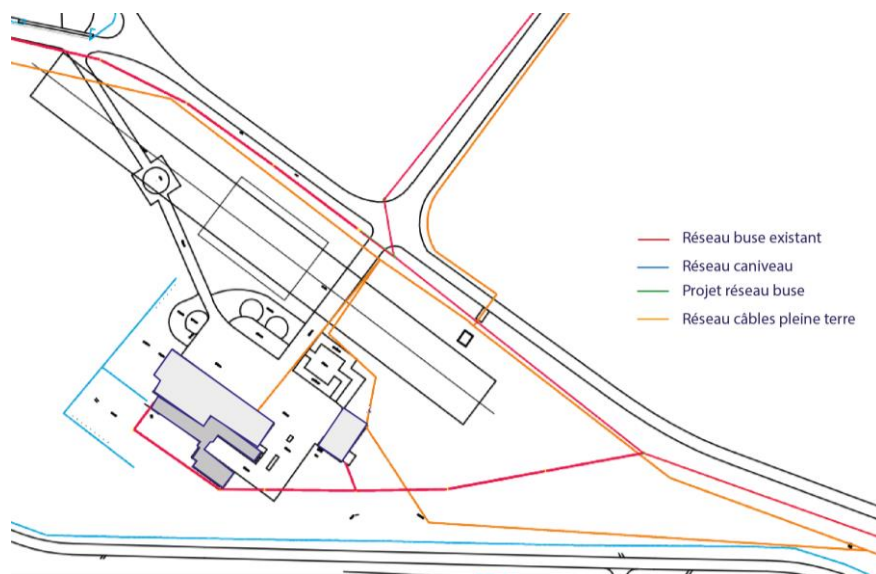 Réseau buse existant
Réseau caniveau
Projet réseau buse
Réseau câbles pleine terre